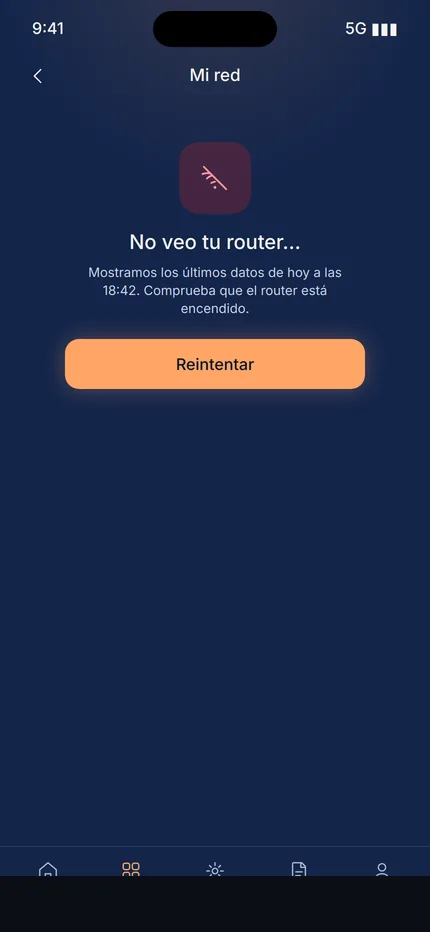 9:41
5G
Mi red
No veo tu router...
Mostramos los últimos datos de hoy a las
18:42. Comprueba que el router está
encendido.
Reintentar